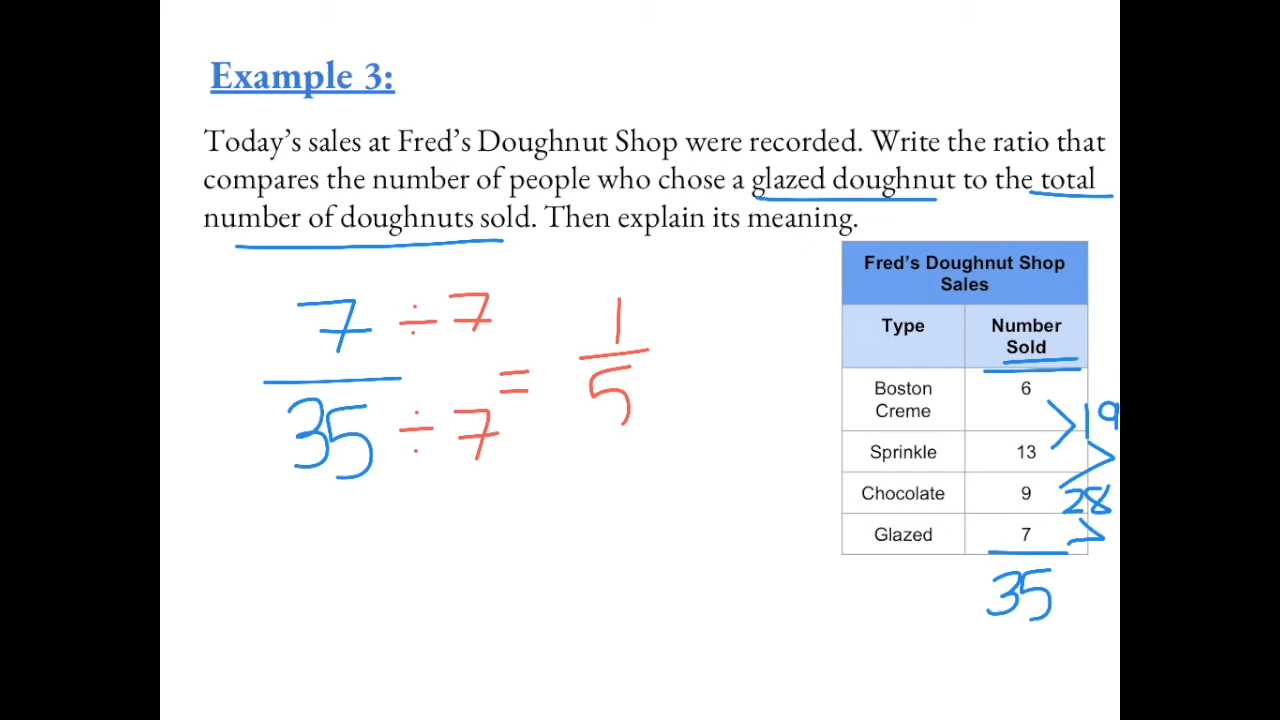 Example 3:
Today's sales at Fred's Doughnut Shop were recorded. Write the ratio that
compares the number of people who chose a glazed doughnut to the total
number of doughnuts sold. Then explain its meaning.
7 ÷ 7
35 ÷ 7
=
1
5
Fred's Doughnut Shop
Sales
Type
Number
Sold
Boston
Creme
6
19
Sprinkle
13
Chocolate
9
28
Glazed
7
35